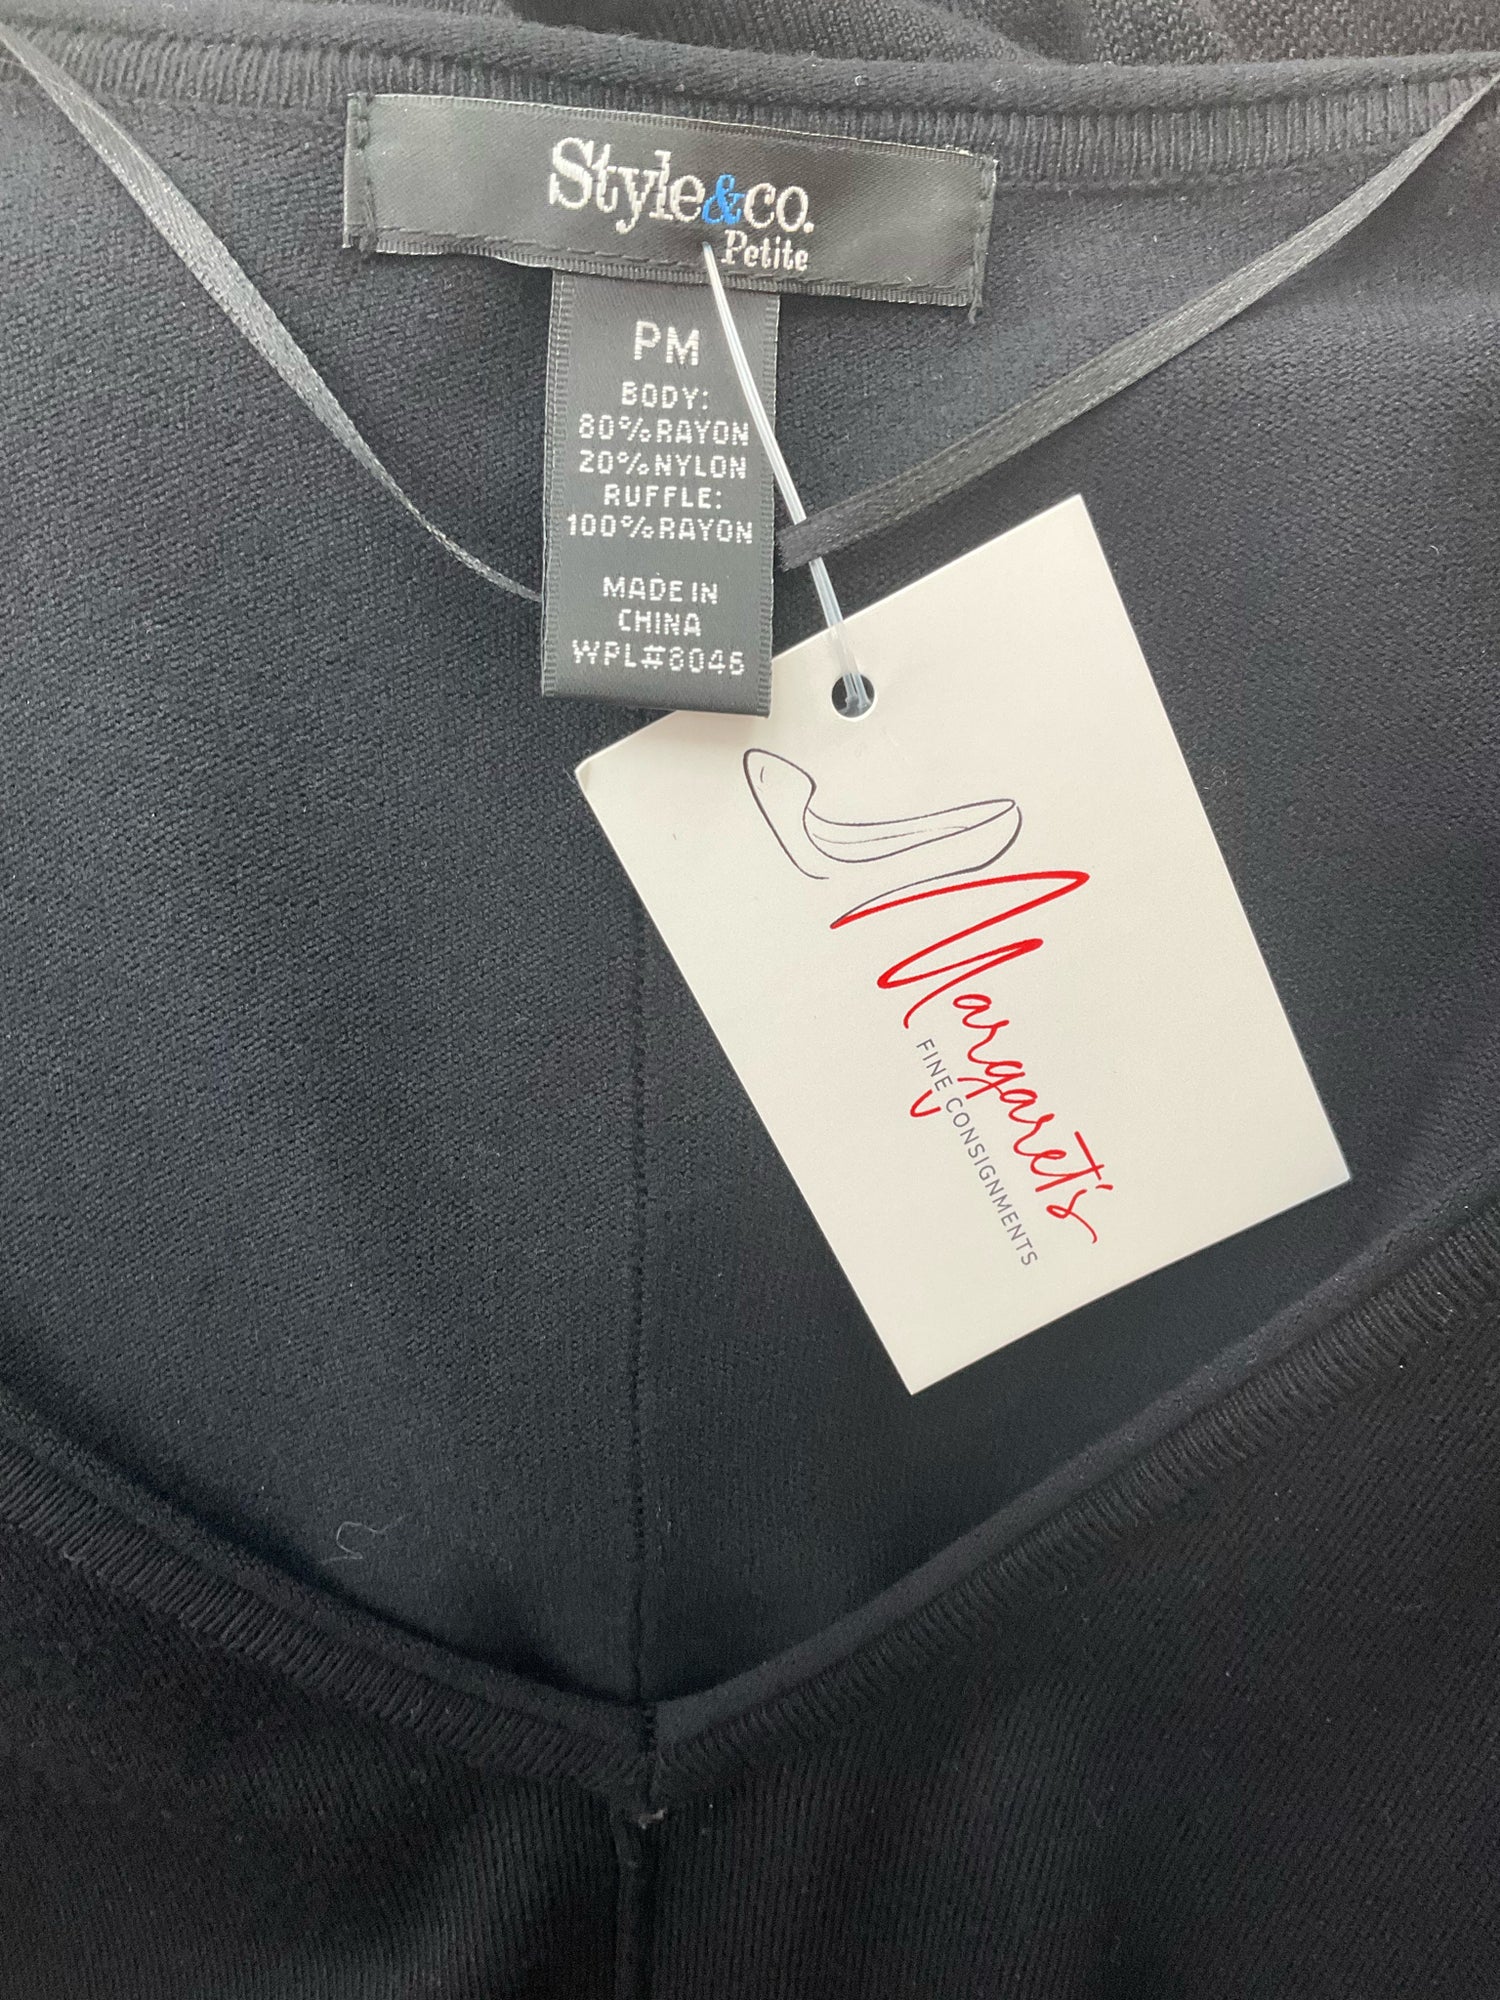 Style&co.
Petite
PM
BODY:
80%RAYON
20%NYLON
RUFFLE:
100%RAYON
MADE IN
CHINA
WPL#8046
Margaret's
FINE CONSIGNMENTS